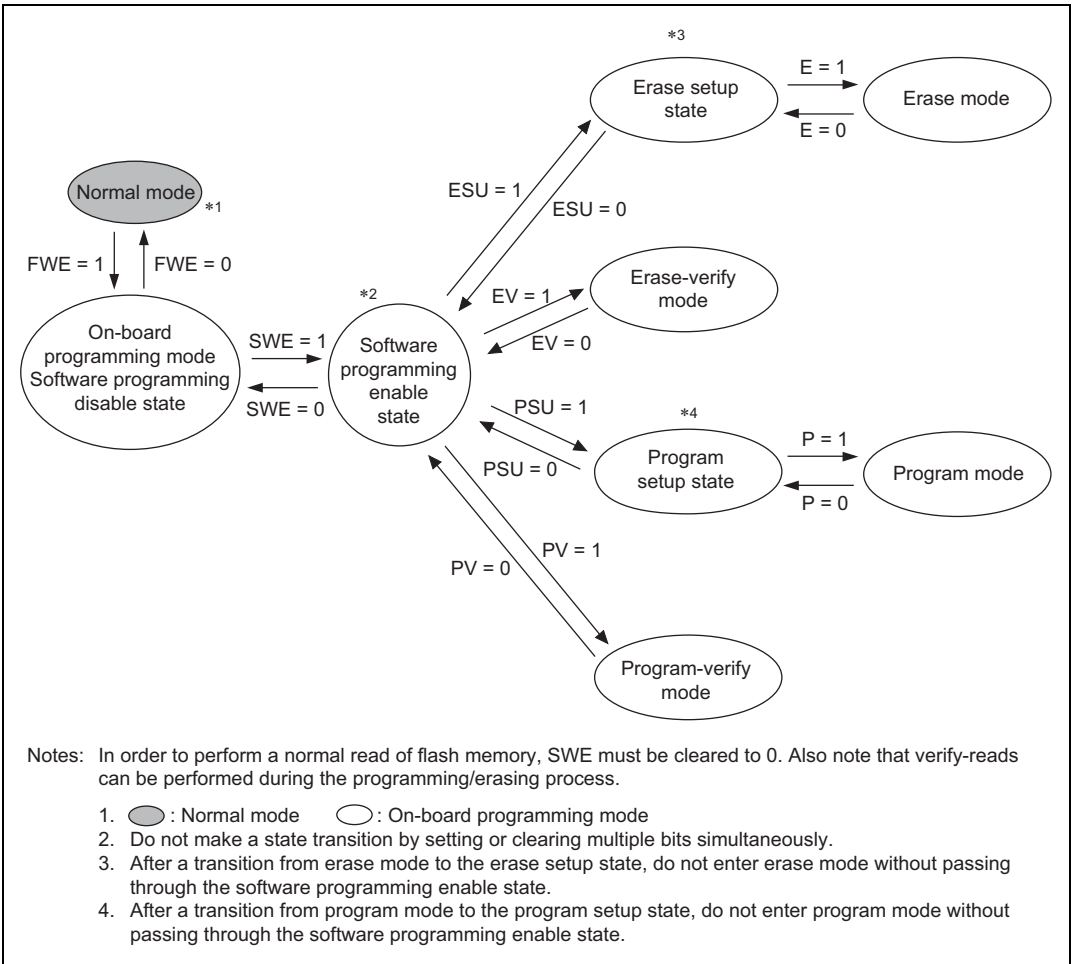 *3
Erase setup
state
E = 1
E = 0
Erase mode
Normal mode
*1
ESU = 1
ESU = 0
FWE = 1
FWE = 0
Erase-verify
mode
*2
EV = 1
EV = 0
On-board
programming mode
Software programming
disable state
SWE = 1
SWE = 0
Software
programming
enable
state
PSU = 1
PSU = 0
*4
Program
setup state
P = 1
P = 0
Program mode
PV = 1
PV = 0
Program-verify
mode
Notes: In order to perform a normal read of flash memory, SWE must be cleared to 0. Also note that verify-reads
can be performed during the programming/erasing process.
1. : Normal mode : On-board programming mode
2. Do not make a state transition by setting or clearing multiple bits simultaneously.
3. After a transition from erase mode to the erase setup state, do not enter erase mode without passing
through the software programming enable state.
4. After a transition from program mode to the program setup state, do not enter program mode without
passing through the software programming enable state.